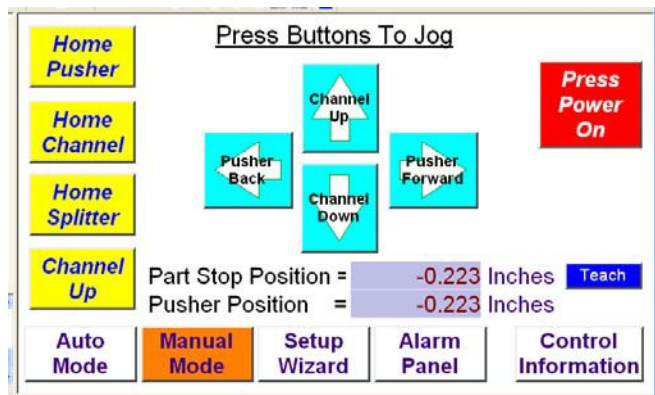 Press Buttons To Jog
Home
Pusher
Home
Channel
Home
Splitter
Channel
Up
Channel
Up
Pusher
Back
Pusher
Forward
Channel
Down
Press
Power
On
Part Stop Position = -0.223 Inches Teach
Pusher Position = -0.223 Inches
Auto
Mode
Manual
Mode
Setup
Wizard
Alarm
Panel
Control
Information